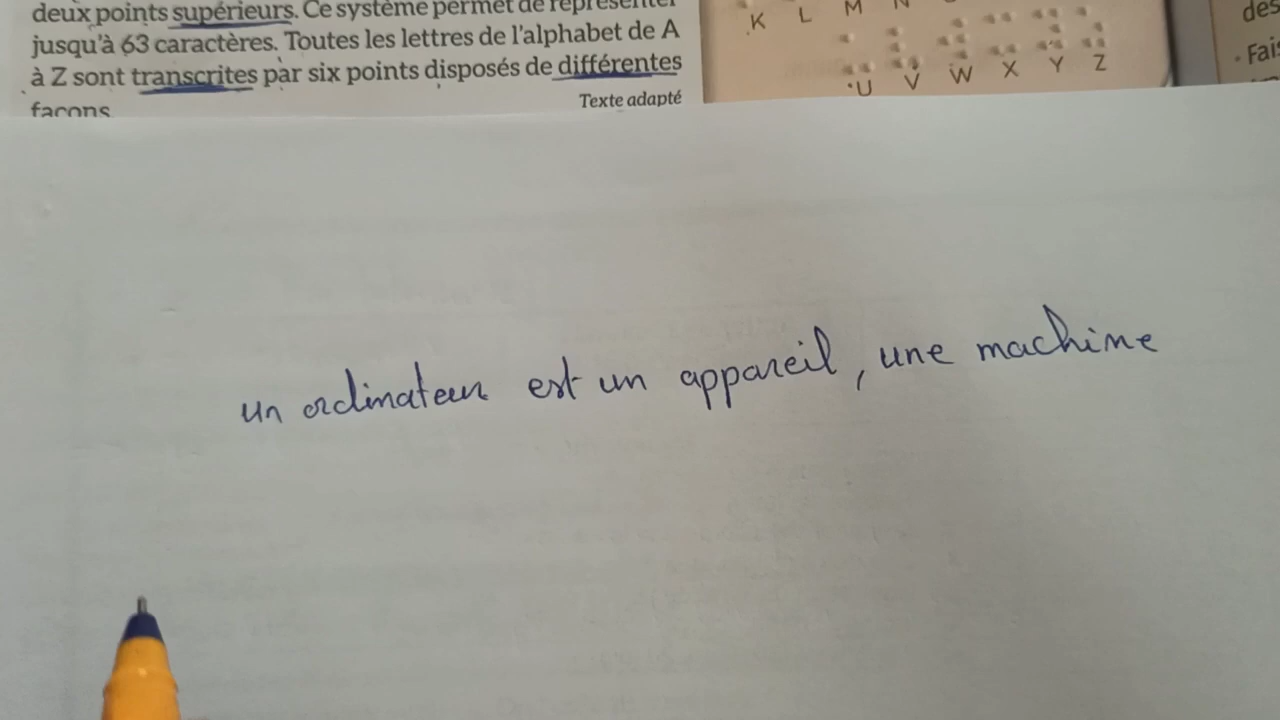 deux points supérieurs. Ce système permet de représenter
jusqu'à 63 caractères. Toutes les lettres de l'alphabet de A
à Z sont transcrites par six points disposés de différentes
façons.
Texte adapté
K L M N
U V W X Y Z
des
Fais
un ordinateur est un appareil, une machine